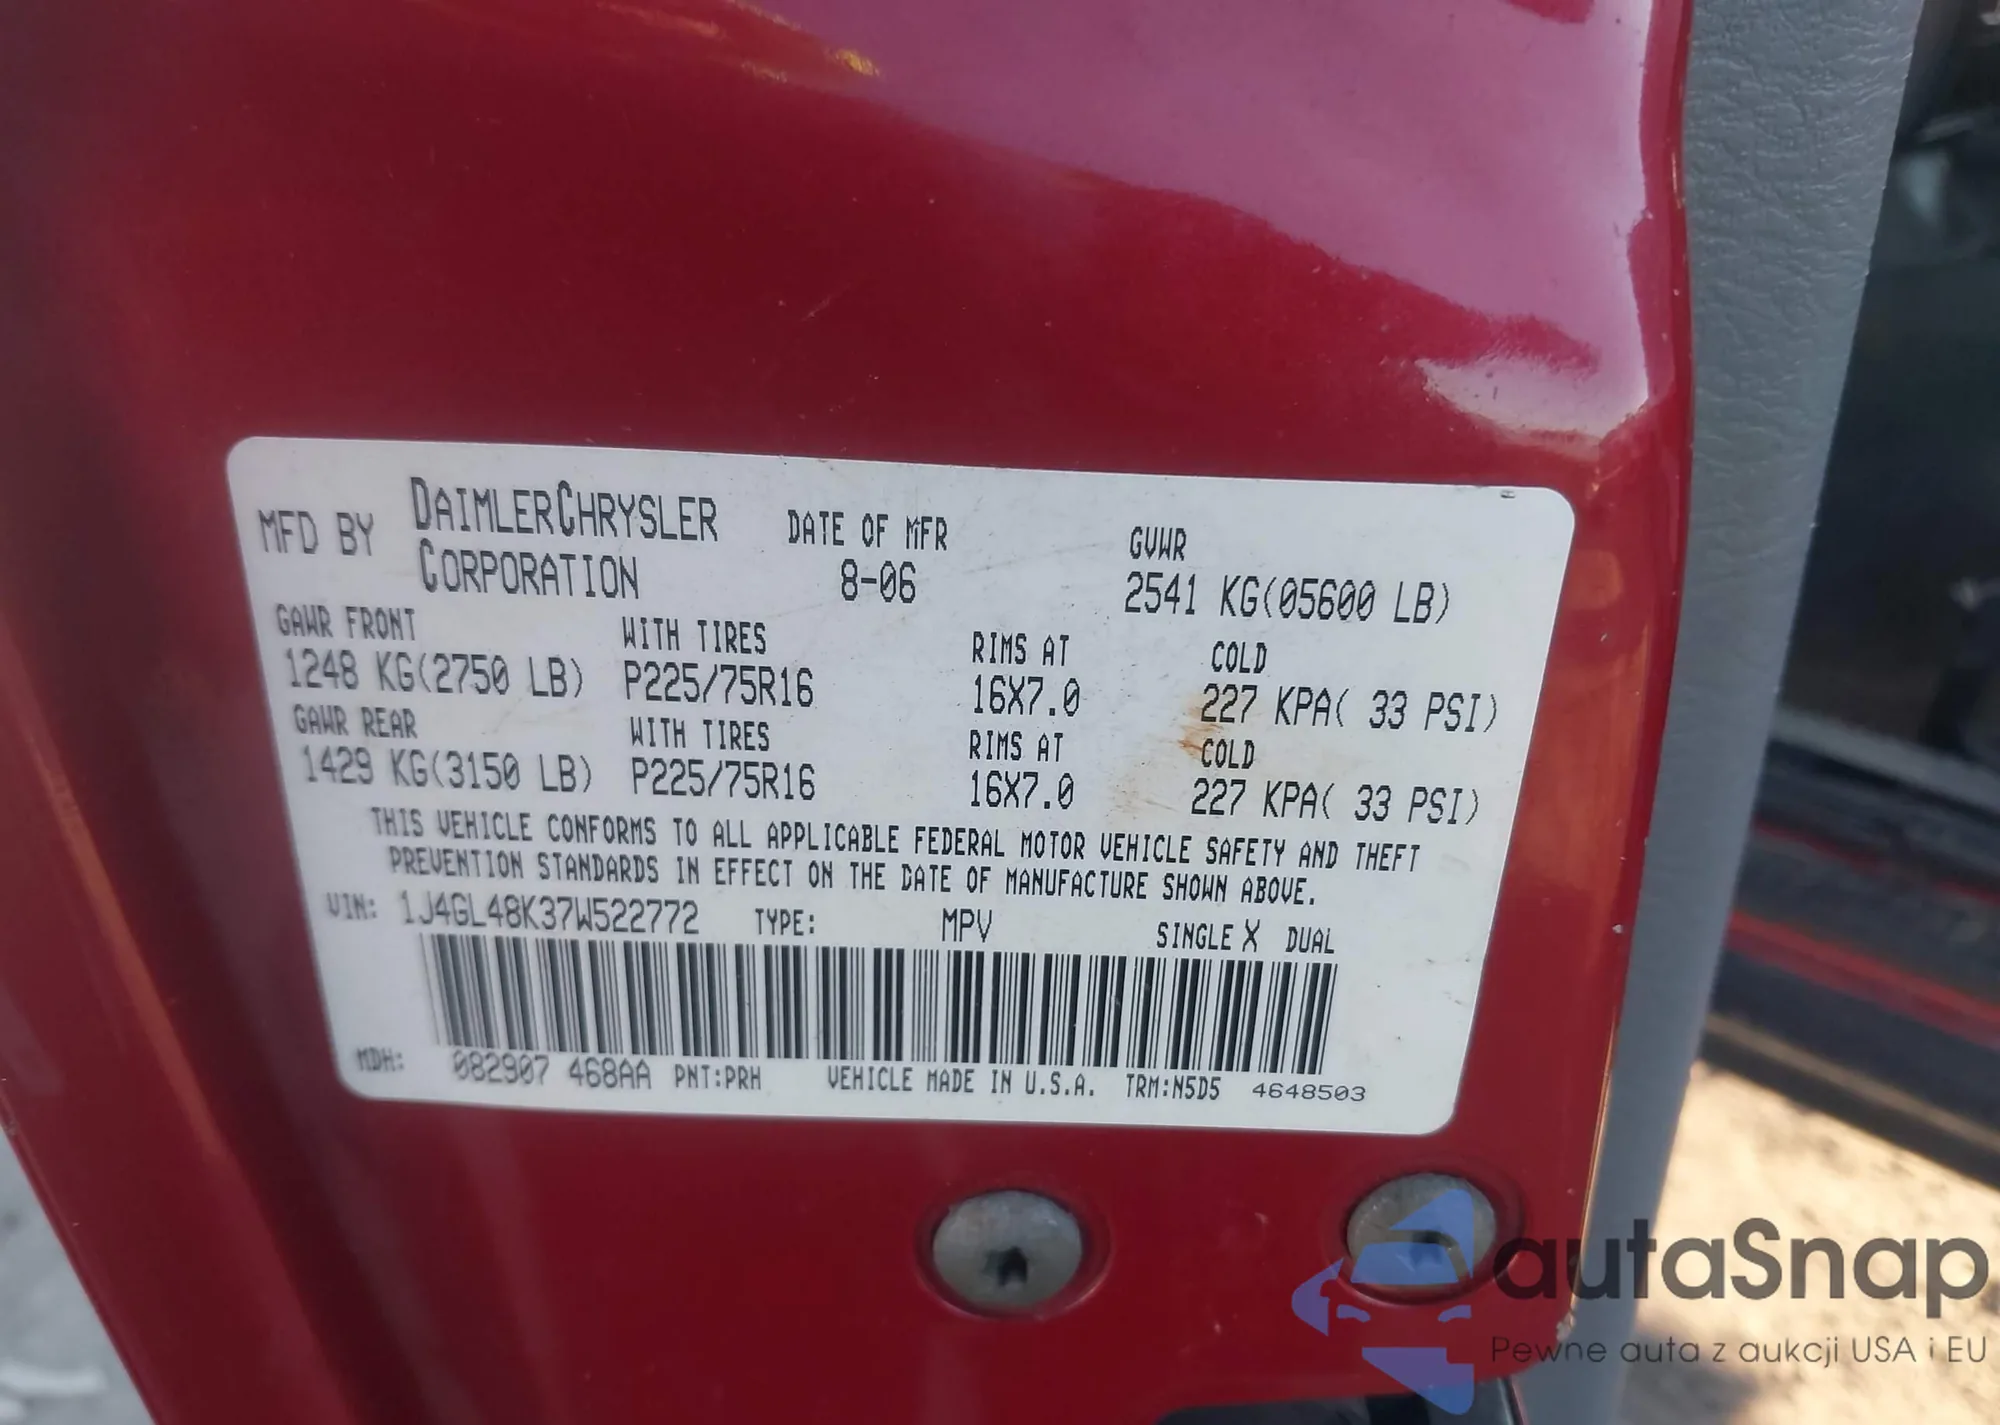 MFD BY DAIMLERCHRYSLER CORPORATION DATE OF MFR 8-06 GVWR 2541 KG(05600 LB)
GAWR FRONT WITH TIRES RIMS AT COLD
1248 KG(2750 LB) P225/75R16 16X7.0 227 KPA( 33 PSI)
GAWR REAR WITH TIRES RIMS AT COLD
1429 KG(3150 LB) P225/75R16 16X7.0 227 KPA( 33 PSI)
THIS VEHICLE CONFORMS TO ALL APPLICABLE FEDERAL MOTOR VEHICLE SAFETY AND THEFT
PREVENTION STANDARDS IN EFFECT ON THE DATE OF MANUFACTURE SHOWN ABOVE.
VIN: 1J4GL48K37W522772 TYPE: MPV SINGLE X DUAL
MDH: 082907 468AA PNT:PRH VEHICLE MADE IN U.S.A. TRM:N5D5 4648503
autaSnap
Pewne auta z aukcji USA i EU